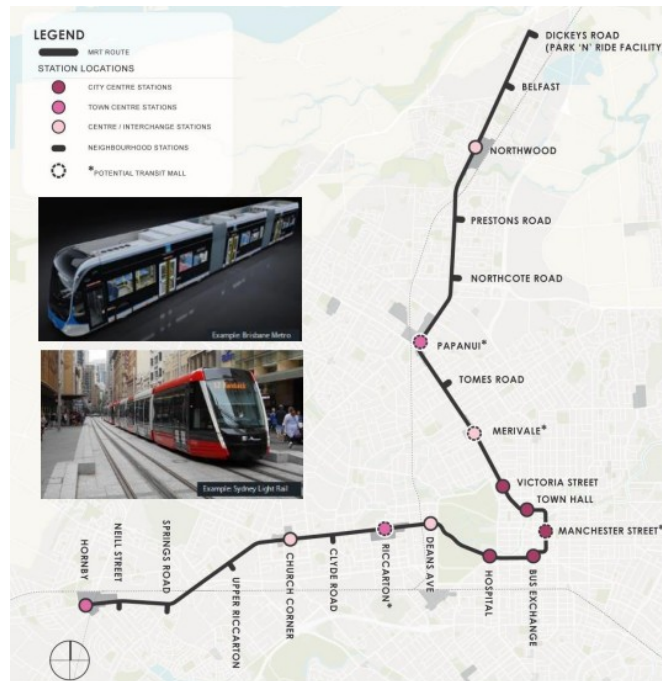 LEGEND
MRT ROUTE
STATION LOCATIONS
CITY CENTRE STATIONS
TOWN CENTRE STATIONS
CENTRE / INTERCHANGE STATIONS
NEIGHBOURHOOD STATIONS
*POTENTIAL TRANSIT MALL
DICKEYS ROAD
(PARK 'N' RIDE FACILITY)
BELFAST
NORTHWOOD
PRESTONS ROAD
NORTHCOTE ROAD
PAPANUI*
TOMES ROAD
MERIVALE*
VICTORIA STREET
TOWN HALL
MANCHESTER STREET*
Example: Brisbane Metro
Example: Sydney Light Rail
HORNBY
NEILL STREET
SPRINGS ROAD
UPPER RICCARTON
CHURCH CORNER
CLYDE ROAD
RICCARTON*
DEANS AVE
HOSPITAL
BUS EXCHANGE